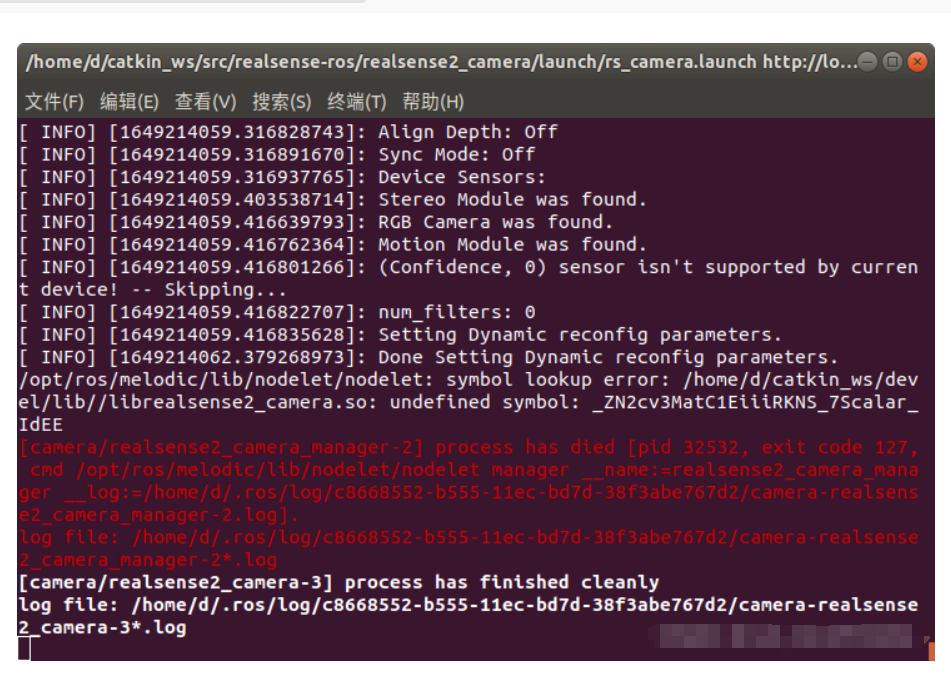 /home/d/catkin_ws/src/realsense-ros/realsense2_camera/launch/rs_camera.launch http://lo...
文件(F) 编辑(E) 查看(V) 搜索(S) 终端(T) 帮助(H)
[ INFO] [1649214059.316828743]: Align Depth: Off
[ INFO] [1649214059.316891670]: Sync Mode: Off
[ INFO] [1649214059.316937765]: Device Sensors:
[ INFO] [1649214059.403538714]: Stereo Module was found.
[ INFO] [1649214059.416639793]: RGB Camera was found.
[ INFO] [1649214059.416762364]: Motion Module was found.
[ INFO] [1649214059.416801266]: (Confidence, 0) sensor isn't supported by curren
t device! -- Skipping...
[ INFO] [1649214059.416822707]: num_filters: 0
[ INFO] [1649214059.416835628]: Setting Dynamic reconfig parameters.
[ INFO] [1649214062.379268973]: Done Setting Dynamic reconfig parameters.
/opt/ros/melodic/lib/nodelet/nodelet: symbol lookup error: /home/d/catkin_ws/dev
el/lib//librealsense2_camera.so: undefined symbol: _ZN2cv3MatC1EiiiRKNS_7Scalar_
IdEE
[camera/realsense2_camera_manager-2] process has died [pid 32532, exit code 127,
 cmd /opt/ros/melodic/lib/nodelet/nodelet manager __name:=realsense2_camera_mana
ger __log:=/home/d/.ros/log/c8668552-b555-11ec-bd7d-38f3abe767d2/camera-realsens
e2_camera_manager-2.log].
log file: /home/d/.ros/log/c8668552-b555-11ec-bd7d-38f3abe767d2/camera-realsense
2_camera_manager-2*.log
[camera/realsense2_camera-3] process has finished cleanly
log file: /home/d/.ros/log/c8668552-b555-11ec-bd7d-38f3abe767d2/camera-realsense
2_camera-3*.log